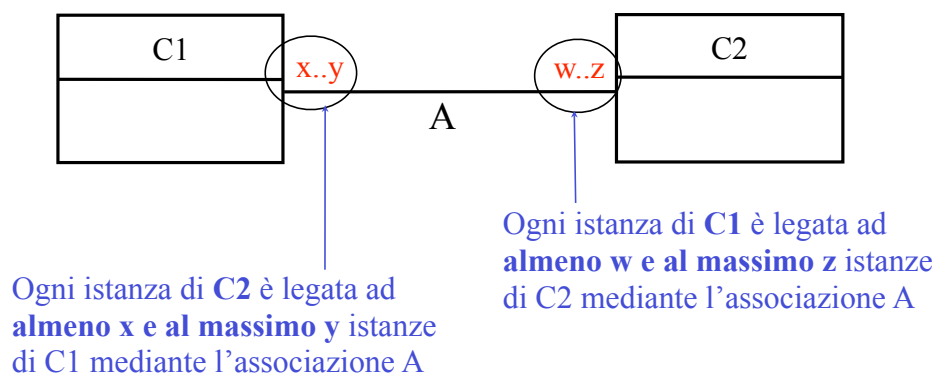 C1
C2
x..y
w..z
A
Ogni istanza di C1 è legata ad
almeno w e al massimo z istanze
di C2 mediante l’associazione A
Ogni istanza di C2 è legata ad
almeno x e al massimo y istanze
di C1 mediante l’associazione A